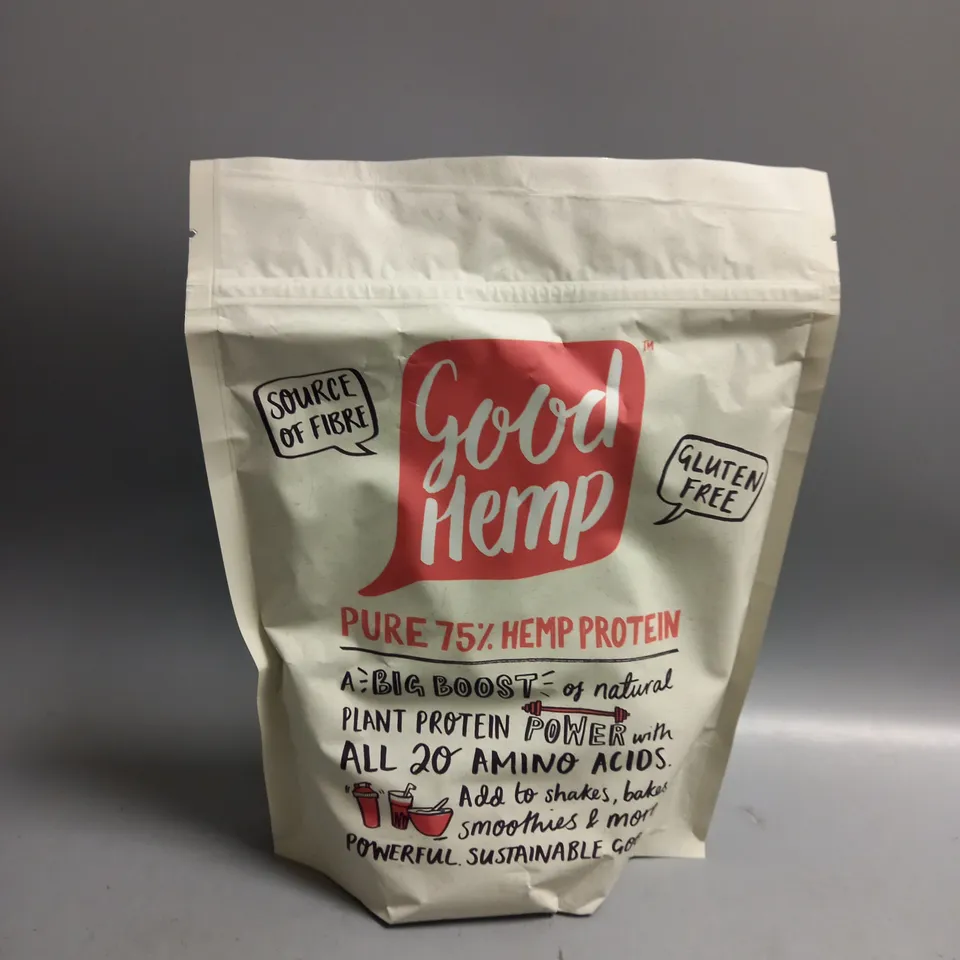 SOURCE
OF FIBRE
Good
Hemp
TM
GLUTEN
FREE
PURE 75% HEMP PROTEIN
A BIG BOOST of natural
PLANT PROTEIN POWER with
ALL 20 AMINO ACIDS.
Add to shakes, bakes
smoothies & more
POWERFUL. SUSTAINABLE.